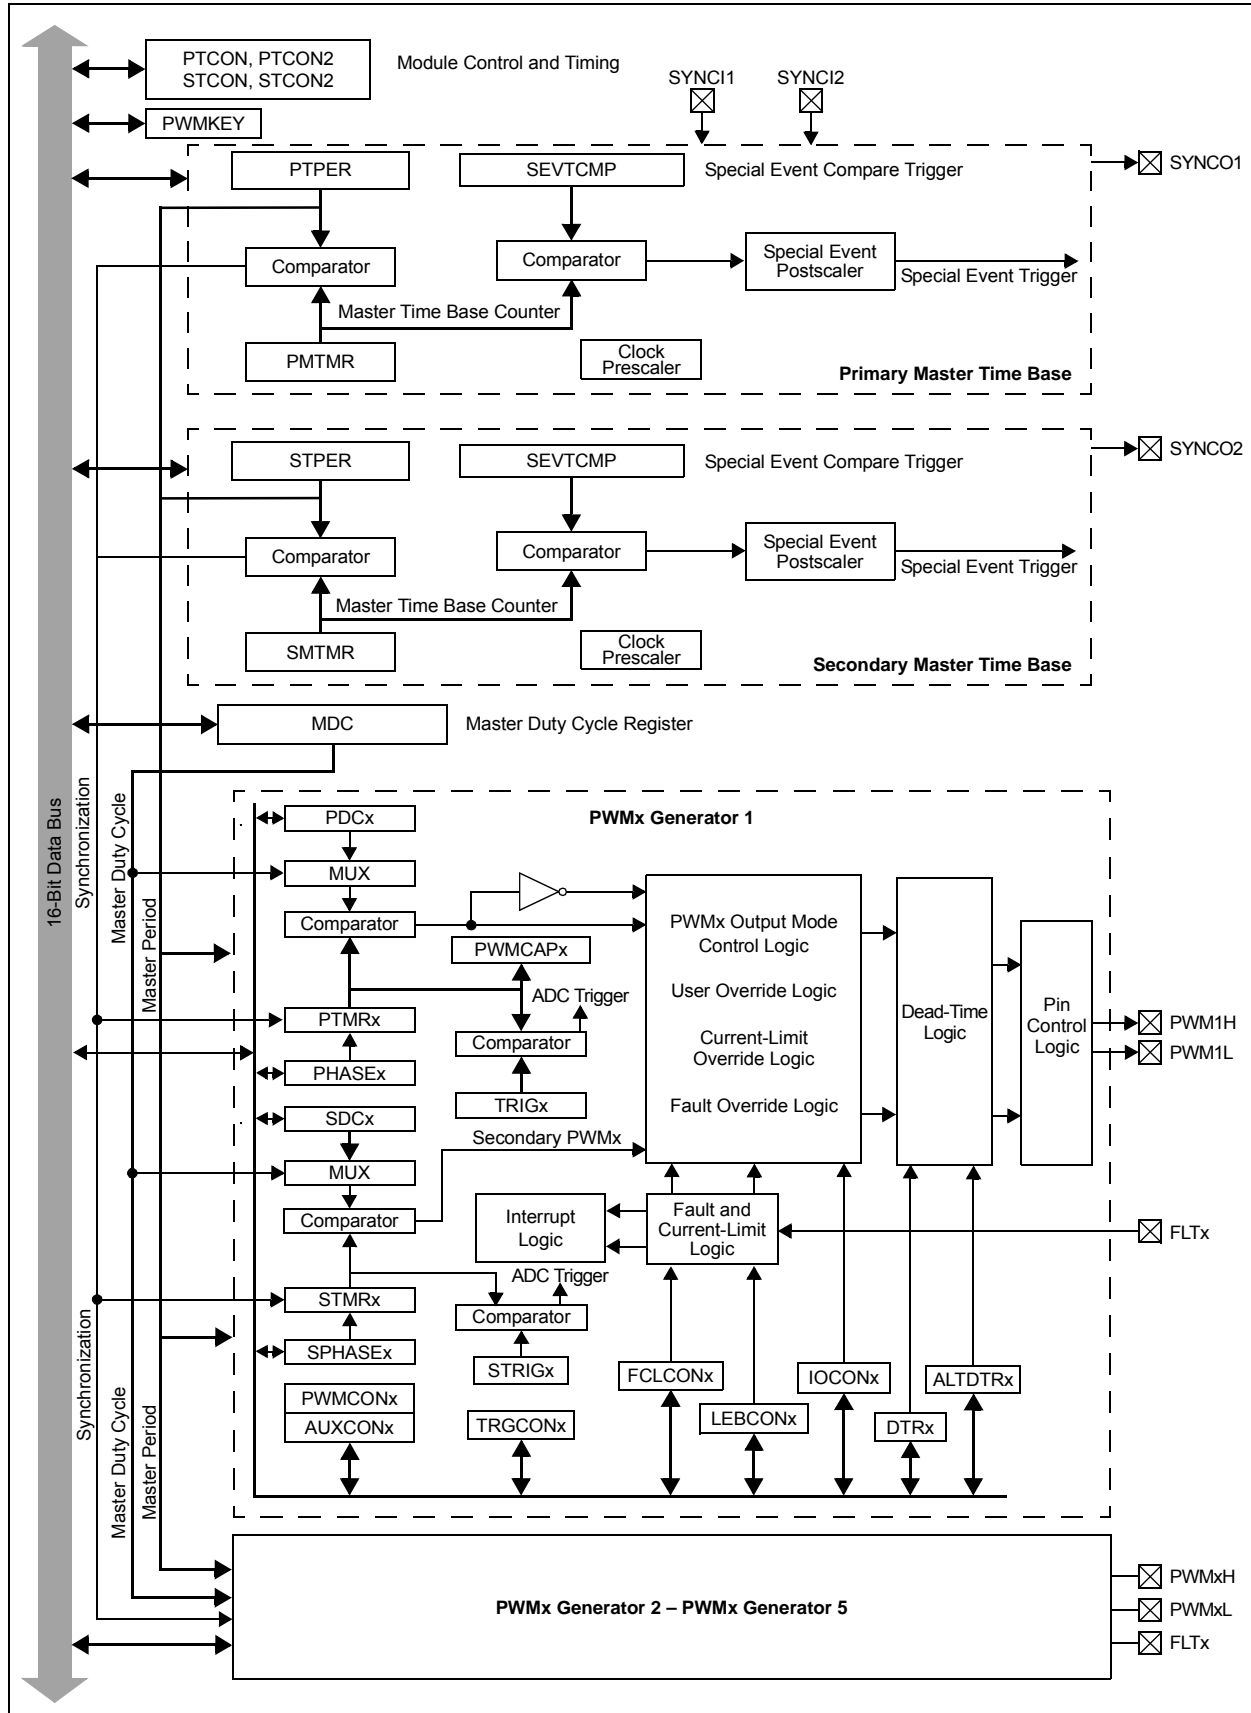 PTCON, PTCON2
STCON, STCON2
Module Control and Timing
SYNCI1
SYNCI2
PWMKEY
PTPER
SEVTCMP
Special Event Compare Trigger
SYNCO1
Comparator
Comparator
Special Event
Postscaler
Special Event Trigger
Master Time Base Counter
PMTMR
Clock
Prescaler
Primary Master Time Base
STPER
SEVTCMP
Special Event Compare Trigger
SYNCO2
Comparator
Comparator
Special Event
Postscaler
Special Event Trigger
Master Time Base Counter
SMTMR
Clock
Prescaler
Secondary Master Time Base
MDC
Master Duty Cycle Register
16-Bit Data Bus
Synchronization
Master Duty Cycle
Master Period
PWMx Generator 1
PDCx
MUX
Comparator
PWMCAPx
ADC Trigger
PTMRx
Comparator
PHASEx
TRIGx
PWMx Output Mode
Control Logic
User Override Logic
Current-Limit
Override Logic
Fault Override Logic
Dead-Time
Logic
Pin
Control
Logic
PWM1H
PWM1L
SDCx
Secondary PWMx
MUX
Comparator
Interrupt
Logic
Fault and
Current-Limit
Logic
FLTx
ADC Trigger
STMRx
Comparator
SPHASEx
STRIGx
FCLCONx
IOCONx
ALTDTRx
PWMCONx
AUXCONx
TRGCONx
LEBCONx
DTRx
Synchronization
Master Duty Cycle
Master Period
PWMx Generator 2 – PWMx Generator 5
PWMxH
PWMxL
FLTx